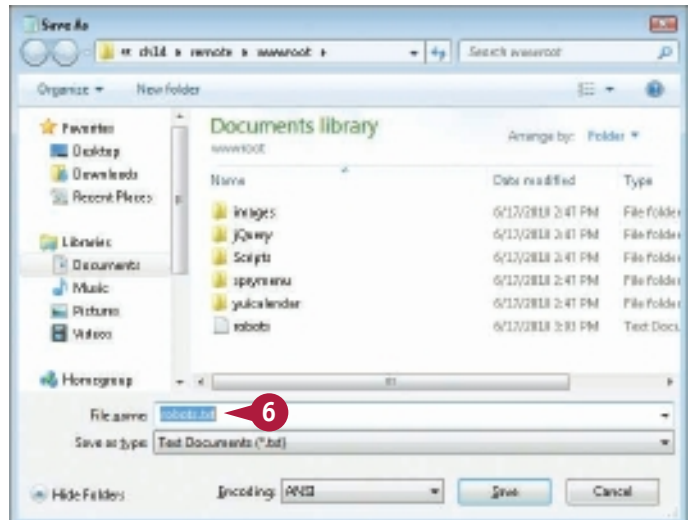 Save As
child ▸ remote ▸ wwwroot ▸
Search wwwroot
Organize
New folder
Favorites
Desktop
Downloads
Recent Places
Libraries
Documents
Music
Pictures
Videos
Homegroup
Documents library
wwwroot
Arrange by: Folder
Name Date modified Type
images 6/17/2010 2:47 PM File folder
jQuery 6/17/2010 2:47 PM File folder
Scripts 6/17/2010 2:47 PM File folder
sprymenu 6/17/2010 2:47 PM File folder
yuicalender 6/17/2010 2:47 PM File folder
robots 6/17/2010 3:03 PM Text Docu
File name: robots.txt
6
Save as type: Text Documents (*.txt)
Hide Folders
Encoding: ANSI
Save
Cancel